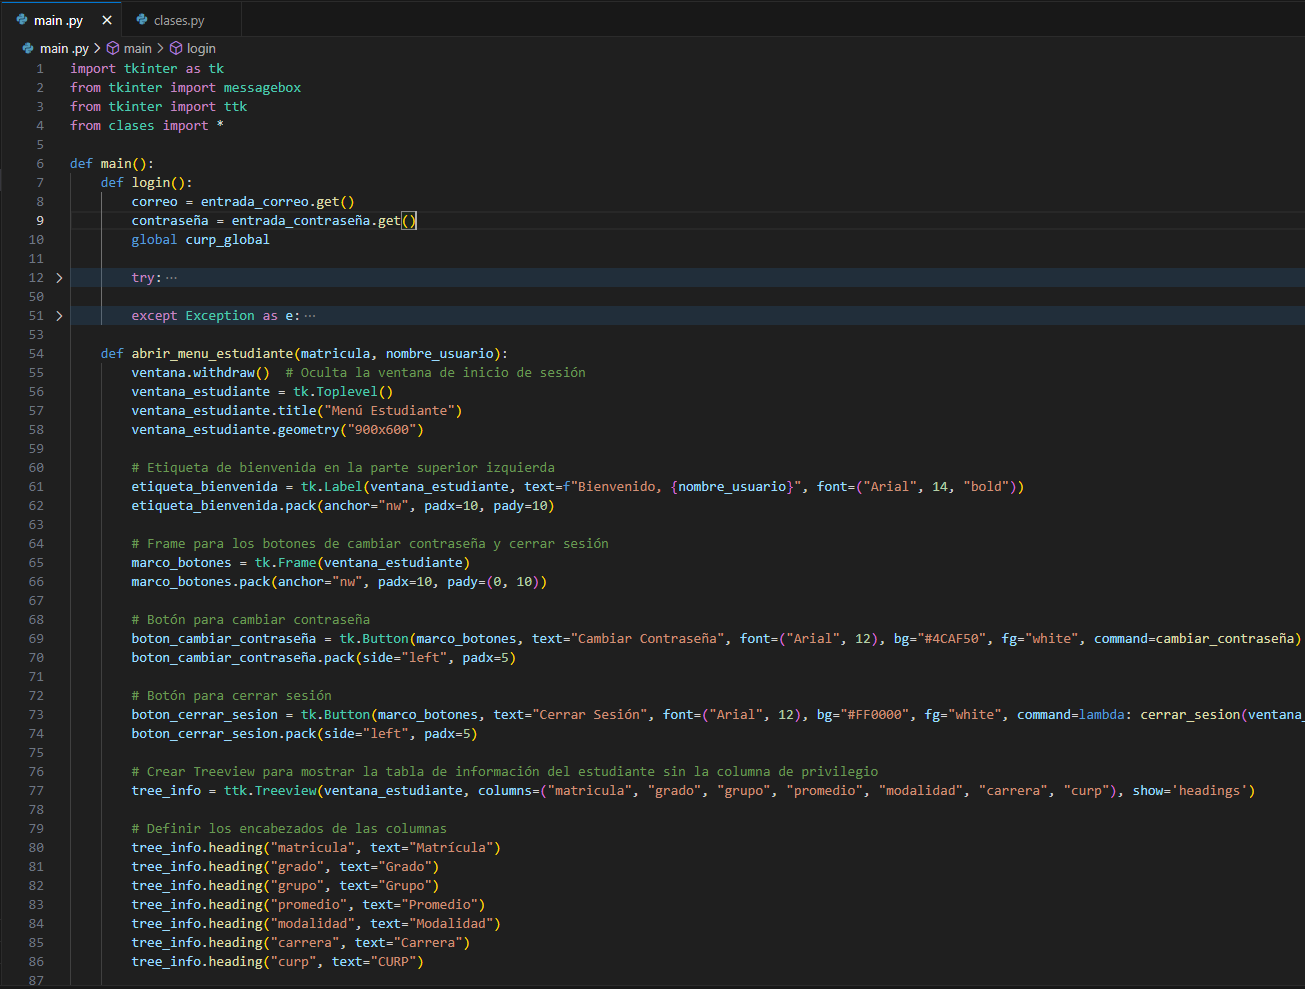 main .py
clases.py
main .py > main > login
1 import tkinter as tk
2 from tkinter import messagebox
3 from tkinter import ttk
4 from clases import *
5
6 def main():
7     def login():
8         correo = entrada_correo.get()
9         contraseña = entrada_contraseña.get()
10         global curp_global
11
12         try: ···
50
51         except Exception as e: ···
53
54     def abrir_menu_estudiante(matricula, nombre_usuario):
55         ventana.withdraw()  # Oculta la ventana de inicio de sesión
56         ventana_estudiante = tk.Toplevel()
57         ventana_estudiante.title("Menú Estudiante")
58         ventana_estudiante.geometry("900x600")
59
60         # Etiqueta de bienvenida en la parte superior izquierda
61         etiqueta_bienvenida = tk.Label(ventana_estudiante, text=f"Bienvenido, {nombre_usuario}", font=("Arial", 14, "bold"))
62         etiqueta_bienvenida.pack(anchor="nw", padx=10, pady=10)
63
64         # Frame para los botones de cambiar contraseña y cerrar sesión
65         marco_botones = tk.Frame(ventana_estudiante)
66         marco_botones.pack(anchor="nw", padx=10, pady=(0, 10))
67
68         # Botón para cambiar contraseña
69         boton_cambiar_contraseña = tk.Button(marco_botones, text="Cambiar Contraseña", font=("Arial", 12), bg="#4CAF50", fg="white", command=cambiar_contraseña)
70         boton_cambiar_contraseña.pack(side="left", padx=5)
71
72         # Botón para cerrar sesión
73         boton_cerrar_sesion = tk.Button(marco_botones, text="Cerrar Sesión", font=("Arial", 12), bg="#FF0000", fg="white", command=lambda: cerrar_sesion(ventana_
74         boton_cerrar_sesion.pack(side="left", padx=5)
75
76         # Crear Treeview para mostrar la tabla de información del estudiante sin la columna de privilegio
77         tree_info = ttk.Treeview(ventana_estudiante, columns=("matricula", "grado", "grupo", "promedio", "modalidad", "carrera", "curp"), show='headings')
78
79         # Definir los encabezados de las columnas
80         tree_info.heading("matricula", text="Matrícula")
81         tree_info.heading("grado", text="Grado")
82         tree_info.heading("grupo", text="Grupo")
83         tree_info.heading("promedio", text="Promedio")
84         tree_info.heading("modalidad", text="Modalidad")
85         tree_info.heading("carrera", text="Carrera")
86         tree_info.heading("curp", text="CURP")
87